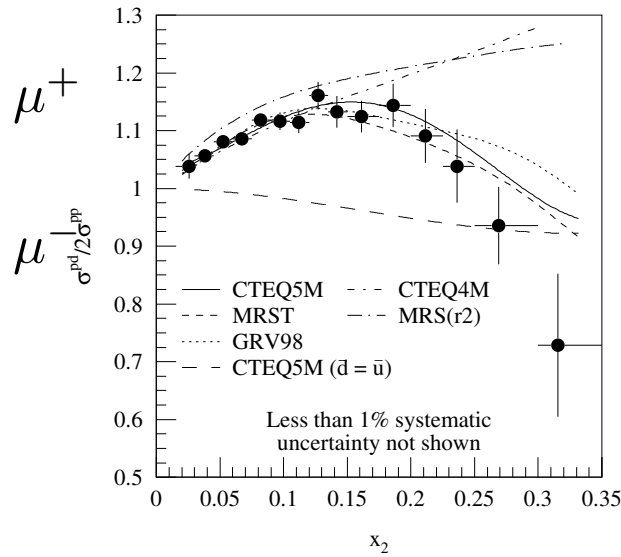 1.3
1.2
μ+
1.1
1
μ−
σᵖᵈ/2σᵖᵖ
0.9
CTEQ5M
CTEQ4M
MRST
MRS(r2)
0.8
GRV98
CTEQ5M (d̄ = ū)
0.7
0.6
Less than 1% systematic
uncertainty not shown
0.5
0 0.05 0.1 0.15 0.2 0.25 0.3 0.35
x₂